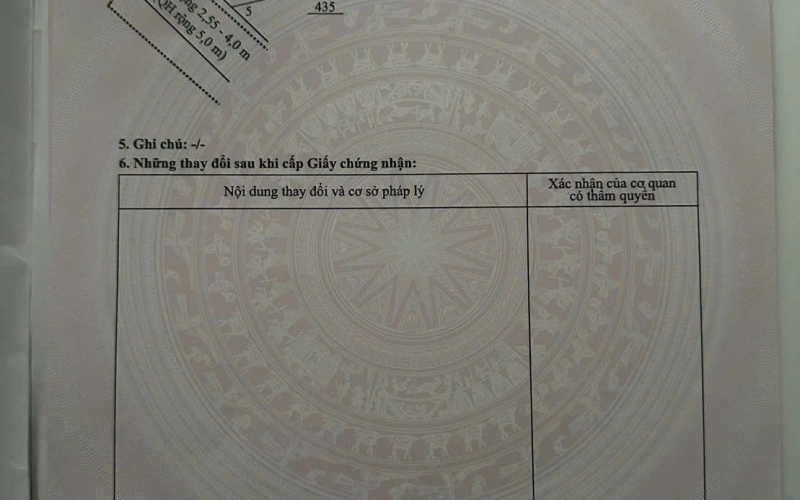 ng 2,55 - 4,0 m
QH rộng 5,0 m)
5
435
5. Ghi chú: -/-
6. Những thay đổi sau khi cấp Giấy chứng nhận:
Nội dung thay đổi và cơ sở pháp lý
Xác nhận của cơ quan
có thẩm quyền